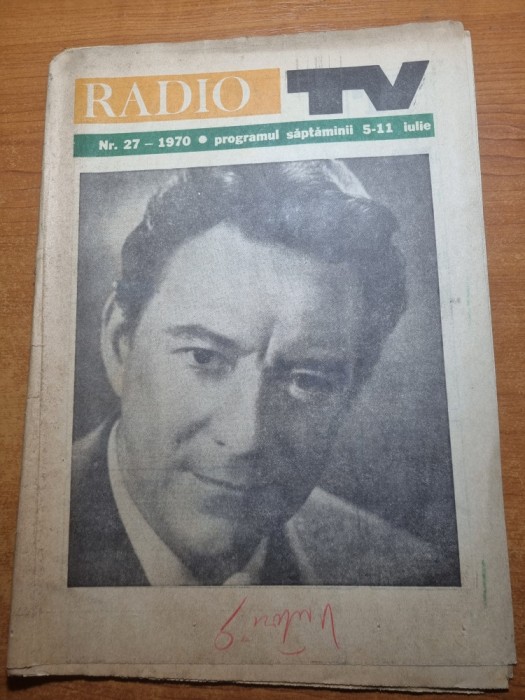 RADIO TV
Nr. 27 – 1970 • programul săptămînii 5-11 iulie